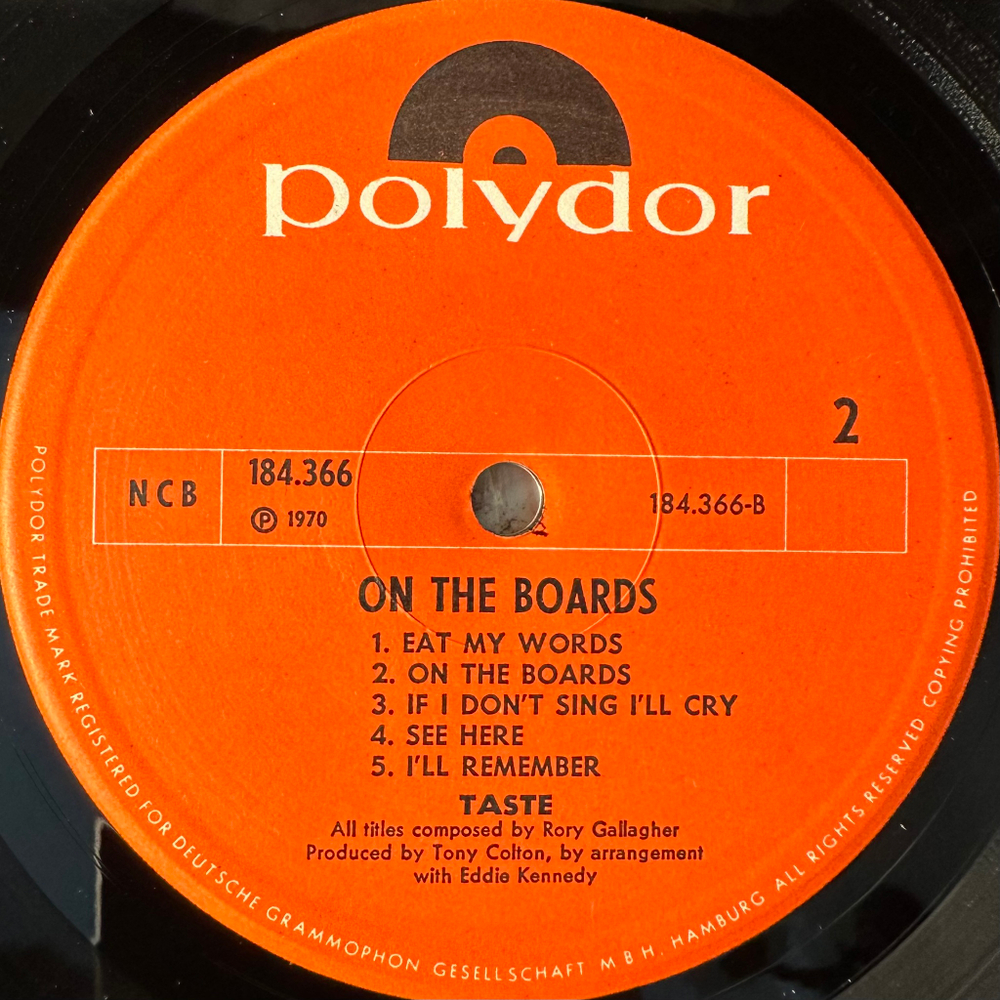 polydor
2
NCB
184.366
℗ 1970
184.366-B
ON THE BOARDS
1. EAT MY WORDS
2. ON THE BOARDS
3. IF I DON'T SING I'LL CRY
4. SEE HERE
5. I'LL REMEMBER
TASTE
All titles composed by Rory Gallagher
Produced by Tony Colton, by arrangement
with Eddie Kennedy
POLYDOR TRADE MARK REGISTERED FOR DEUTSCHE GRAMMOPHON GESELLSCHAFT M B H. HAMBURG ALL RIGHTS RESERVED COPYING PROHIBITED